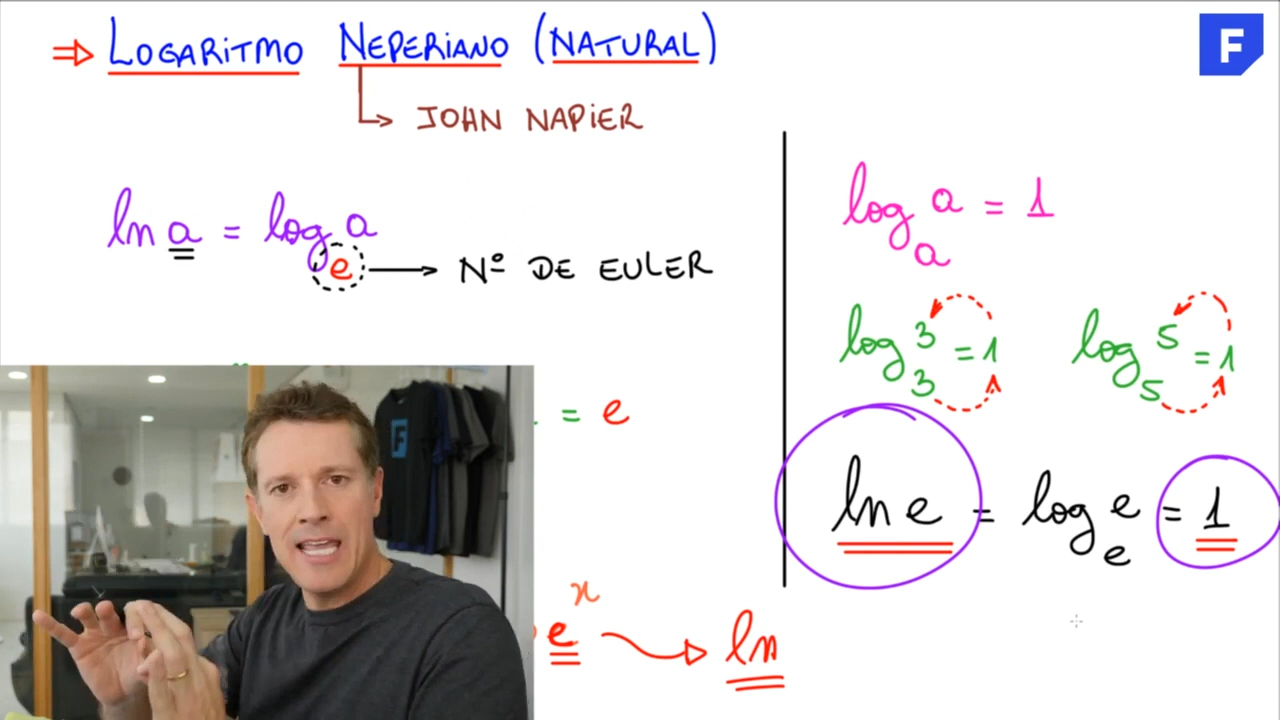 ⇒ LOGARITMO NEPERIANO (NATURAL)
F
JOHN NAPIER
ln a = log_e a → Nº DE EULER
log_a a = 1
log_3 3 = 1
log_5 5 = 1
= e
F
ln e = log_e e = 1
e^x → ln